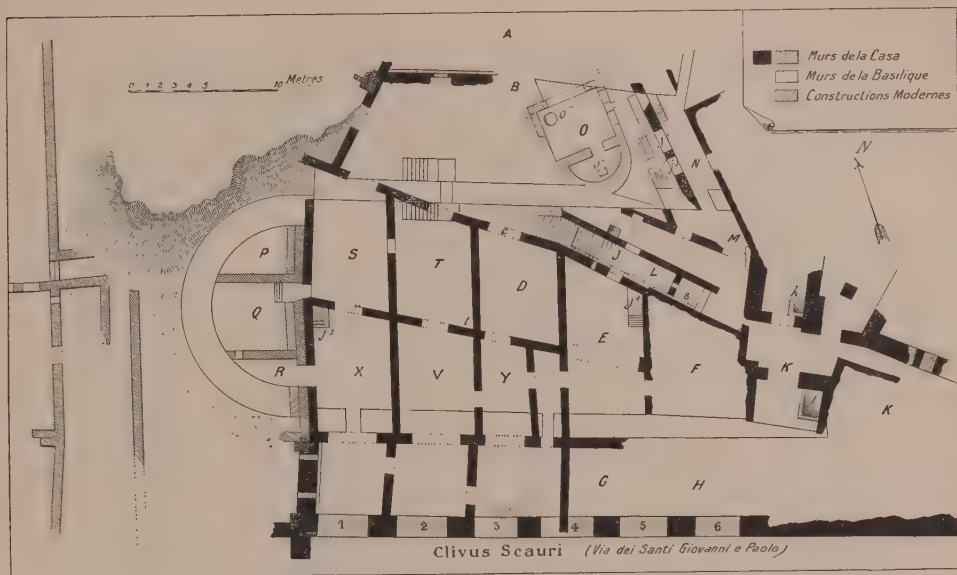 A
0 1 2 3 4 5 10 Metres
B
Murs de la Casa
Murs de la Basilique
Constructions Modernes
O
O"
O'
J
N
N
P
S
T
C
D
J
L
M
Q
B
J³
E
K
R
X
V
Y
F
K
G
H
1 2 3 4 5 6
Clivus Scauri (Via dei Santi Giovanni e Paolo)